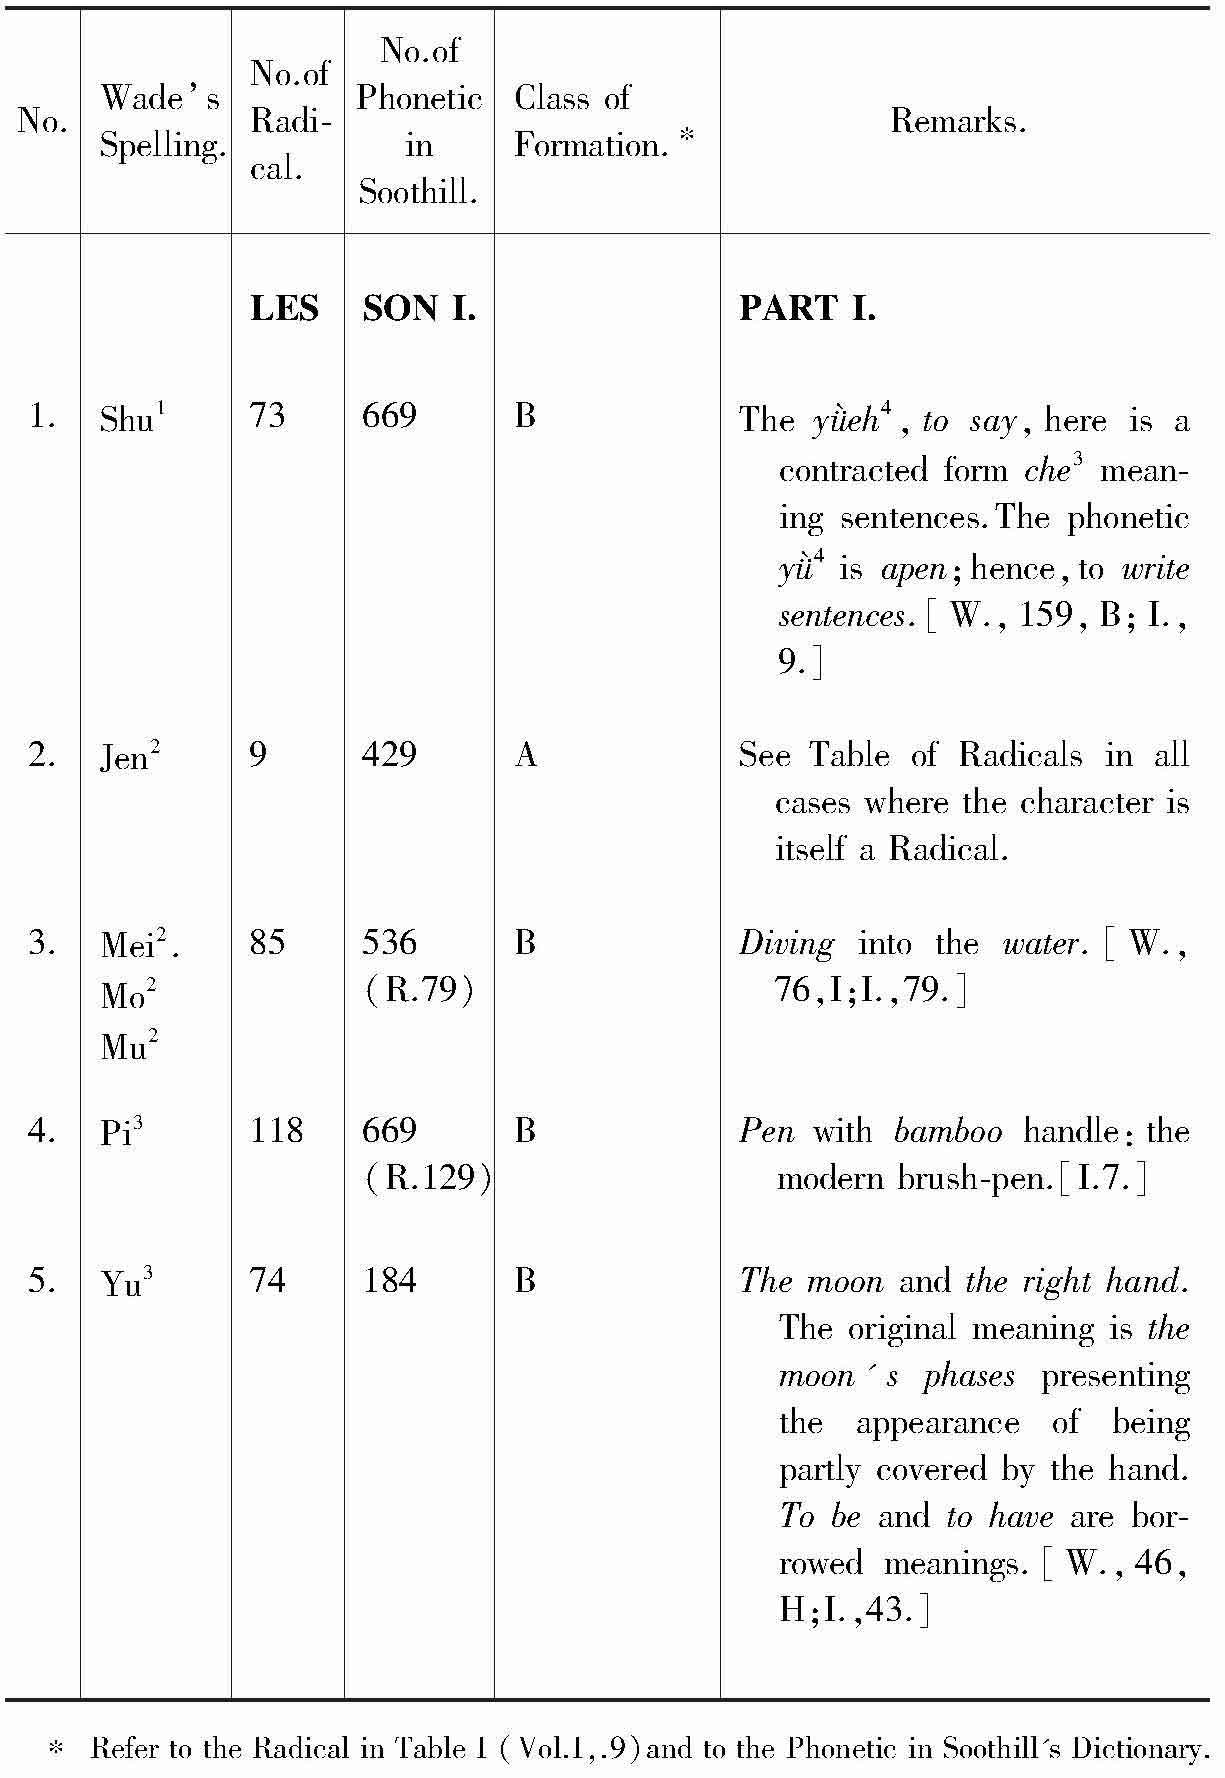 No.
Wade's Spelling.
No.of Radi-cal.
No.of Phonetic in Soothill.
Class of Formation.*
Remarks.
LES SON I. PART I.
1. Shu¹ 73 669 B The yǜeh⁴, to say, here is a
contracted form che³ mean-
ing sentences.The phonetic
yǜ⁴ is apen;hence,to write
sentences.[ W., 159, B; I.,
9.]
2. Jen² 9 429 A See Table of Radicals in all
cases where the character is
itself a Radical.
3. Mei². 85 536 B Diving into the water. [ W.,
Mo² (R.79) 76,I;I.,79.]
Mu²
4. Pi³ 118 669 B Pen with bamboo handle: the
(R.129) modern brush-pen.[I.7.]
5. Yu³ 74 184 B The moon and the right hand.
The original meaning is the
moon´s phases presenting
the appearance of being
partly covered by the hand.
To be and to have are bor-
rowed meanings. [ W., 46,
H;I.,43.]
* Refer to the Radical in Table I ( Vol.I,.9)and to the Phonetic in Soothill´s Dictionary.